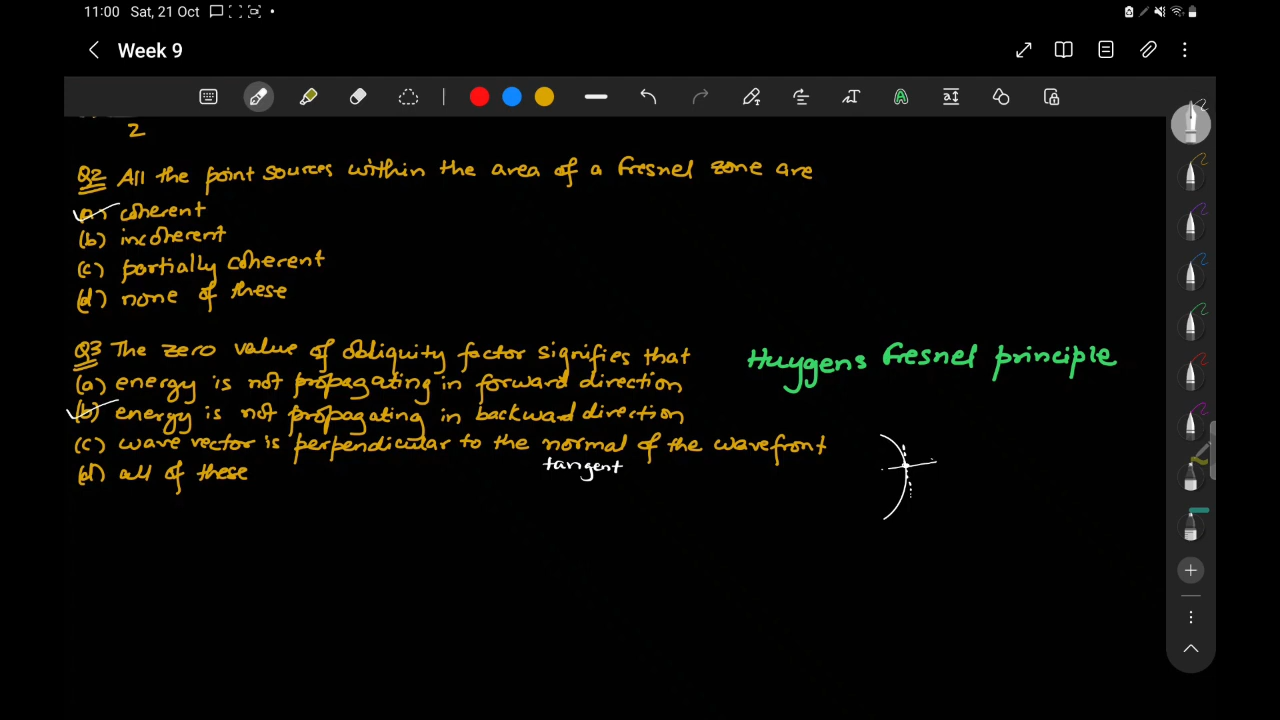 11:00 Sat, 21 Oct
Week 9
2
Q2 All the point sources within the area of a fresnel zone are
(a) coherent
(b) incoherent
(c) partially coherent
(d) none of these
Q3 The zero value of obliquity factor signifies that
Huygens fresnel principle
(a) energy is not propagating in forward direction
(b) energy is not propagating in backward direction
(c) wave vector is perpendicular to the normal of the wavefront
tangent
(d) all of these